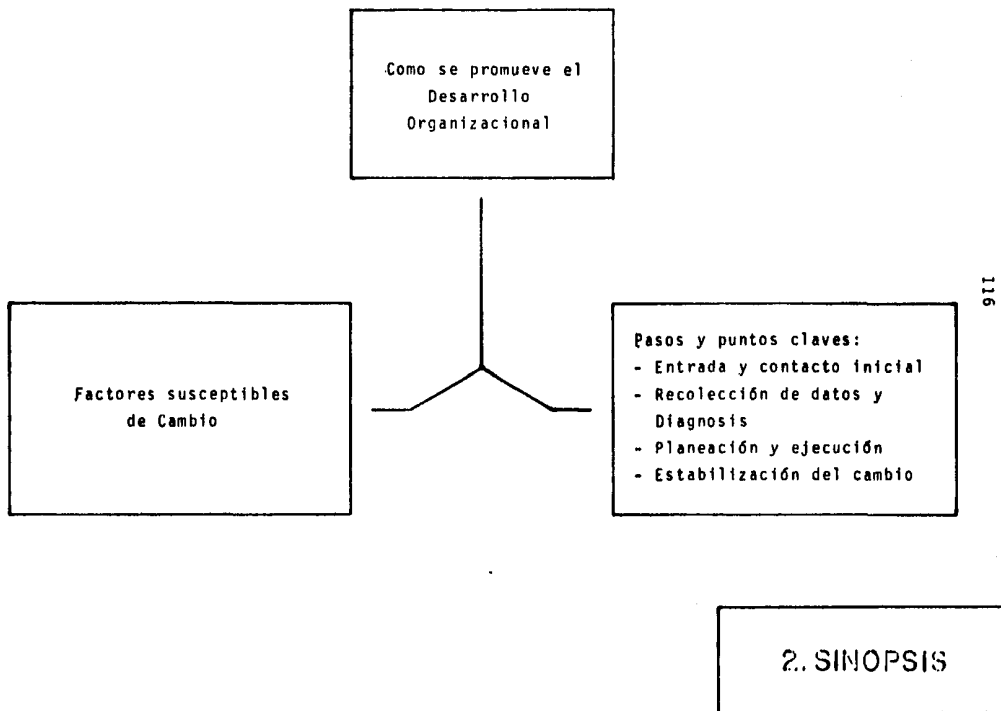 Como se promueve el
Desarrollo
Organizacional
Factores susceptibles
de Cambio
Pasos y puntos claves:
- Entrada y contacto inicial
- Recolección de datos y
Diagnosis
- Planeación y ejecución
- Estabilización del cambio
116
2. SINOPSIS